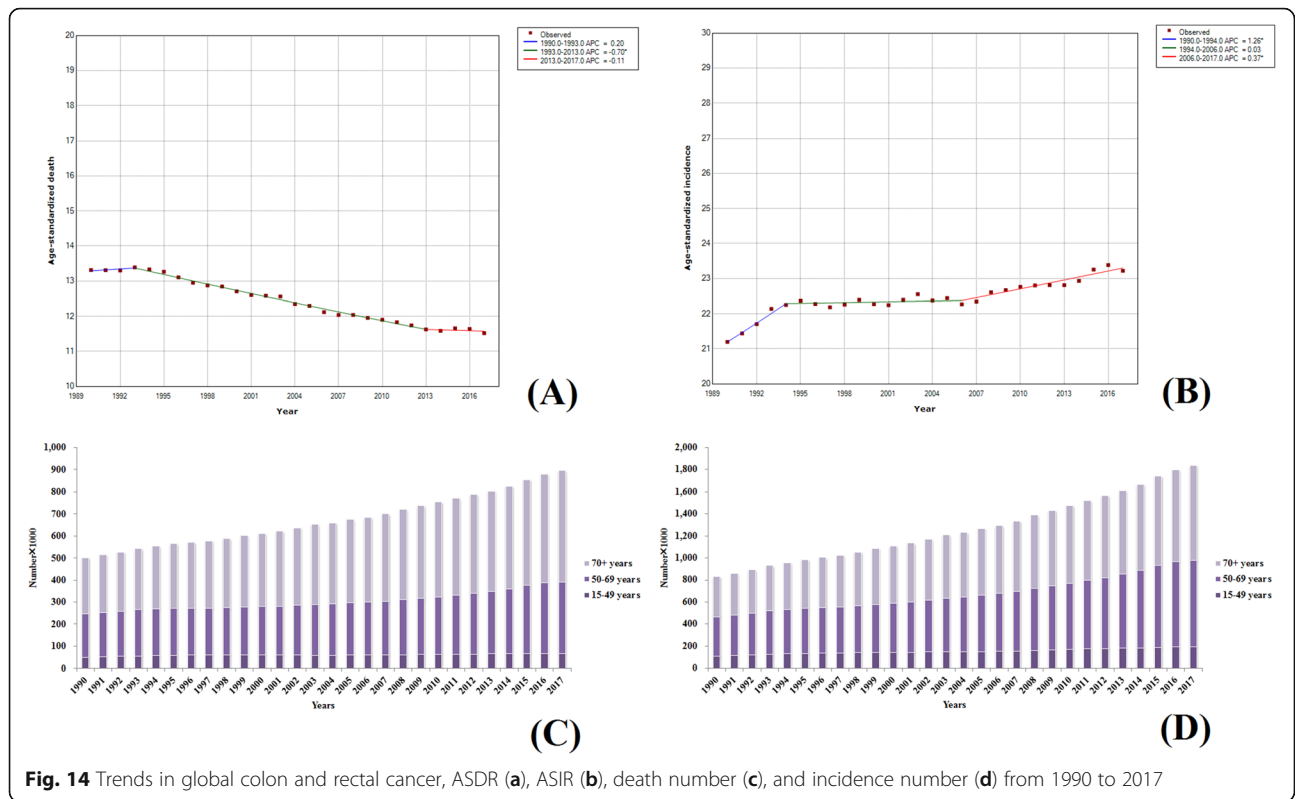 20
19
18
17
16
15
14
13
12
11
10
Age-standardized death
1989 1992 1995 1998 2001 2004 2007 2010 2013 2016
Year
Observed
1990.0-1993.0 APC = 0.20
1993.0-2013.0 APC = -0.70*
2013.0-2017.0 APC = -0.11
(A)
30
29
28
27
26
25
24
23
22
21
20
Age-standardized incidence
1989 1992 1995 1998 2001 2004 2007 2010 2013 2016
Year
Observed
1990.0-1994.0 APC = 1.26*
1994.0-2006.0 APC = 0.03
2006.0-2017.0 APC = 0.37*
(B)
1,000
900
800
700
600
500
400
300
200
100
0
Number×1000
1990 1991 1992 1993 1994 1995 1996 1997 1998 1999 2000 2001 2002 2003 2004 2005 2006 2007 2008 2009 2010 2011 2012 2013 2014 2015 2016 2017
Years
70+ years
50-69 years
15-49 years
(C)
2,000
1,800
1,600
1,400
1,200
1,000
800
600
400
200
0
Number×1000
1990 1991 1992 1993 1994 1995 1996 1997 1998 1999 2000 2001 2002 2003 2004 2005 2006 2007 2008 2009 2010 2011 2012 2013 2014 2015 2016 2017
Years
70+ years
50-69 years
15-49 years
(D)
Fig. 14 Trends in global colon and rectal cancer, ASDR (a), ASIR (b), death number (c), and incidence number (d) from 1990 to 2017